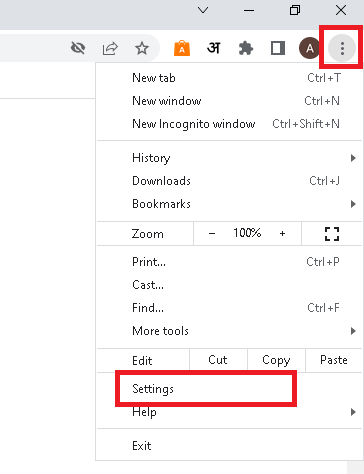 अ A
New tab Ctrl+T
New window Ctrl+N
New Incognito window Ctrl+Shift+N
History
Downloads Ctrl+J
Bookmarks
Zoom − 100% +
Print... Ctrl+P
Cast...
Find... Ctrl+F
More tools
Edit Cut Copy Paste
Settings
Help
Exit